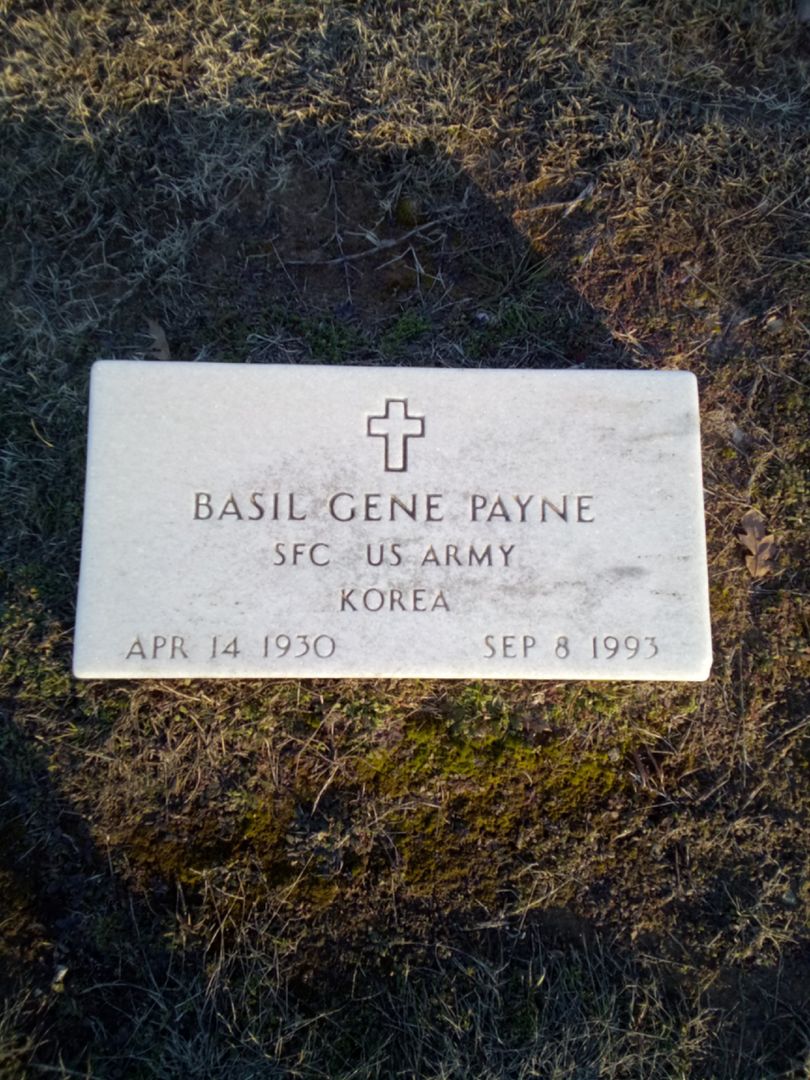 BASIL GENE PAYNE
SFC US ARMY
KOREA
APR 14 1930 SEP 8 1993